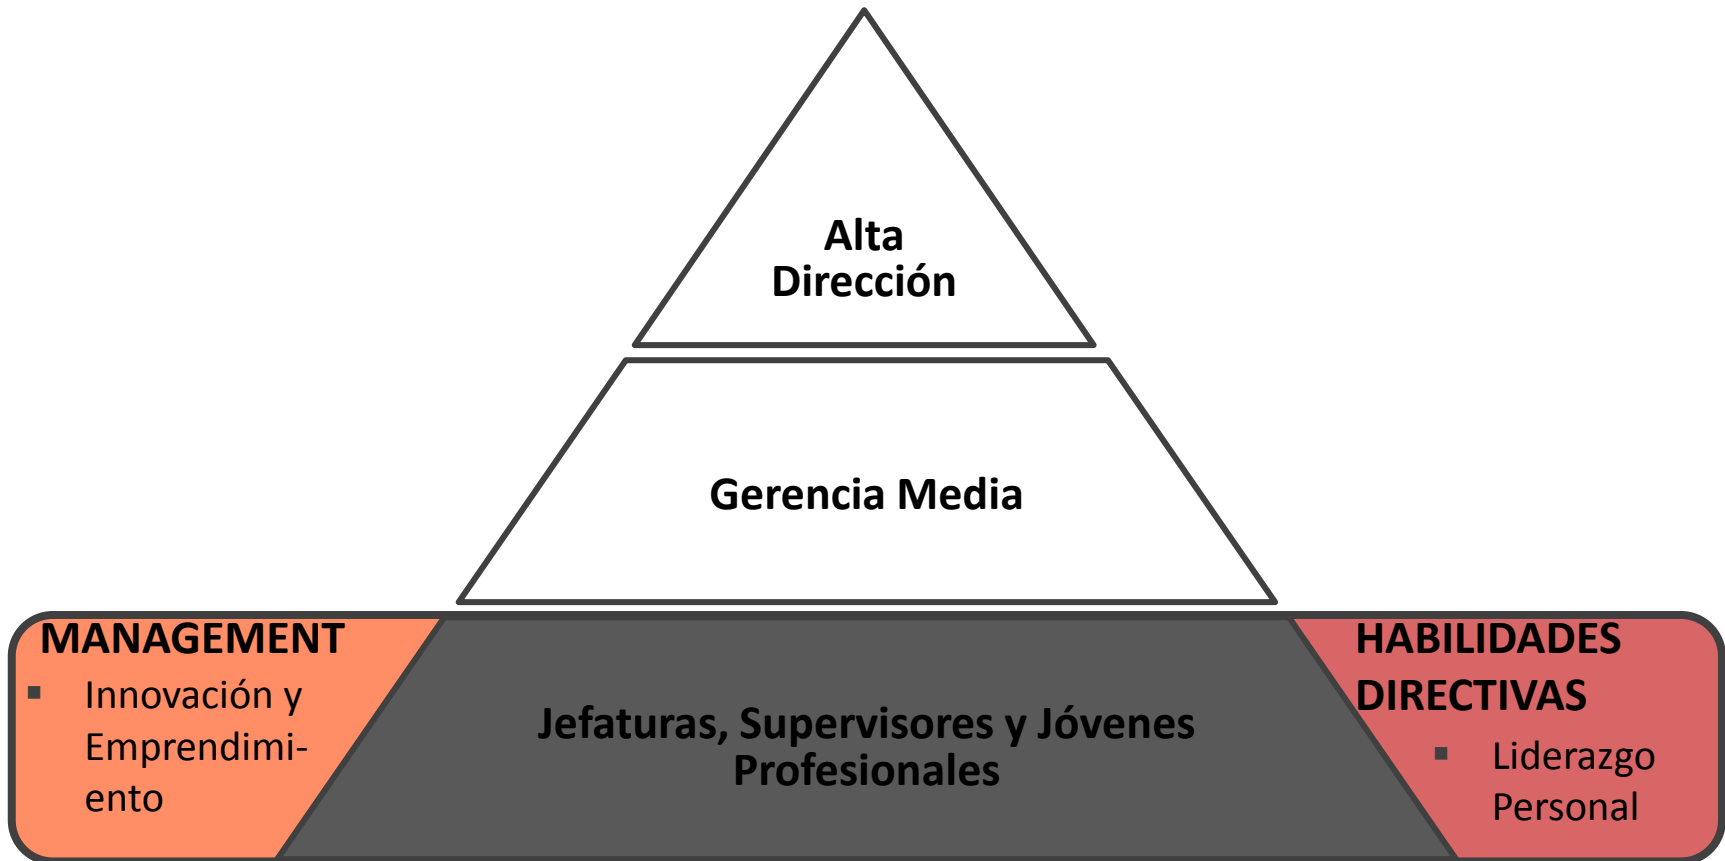 Alta
Dirección
Gerencia Media
MANAGEMENT
▪ Innovación y
Emprendimi-
ento
Jefaturas, Supervisores y Jóvenes
Profesionales
HABILIDADES
DIRECTIVAS
▪ Liderazgo
Personal